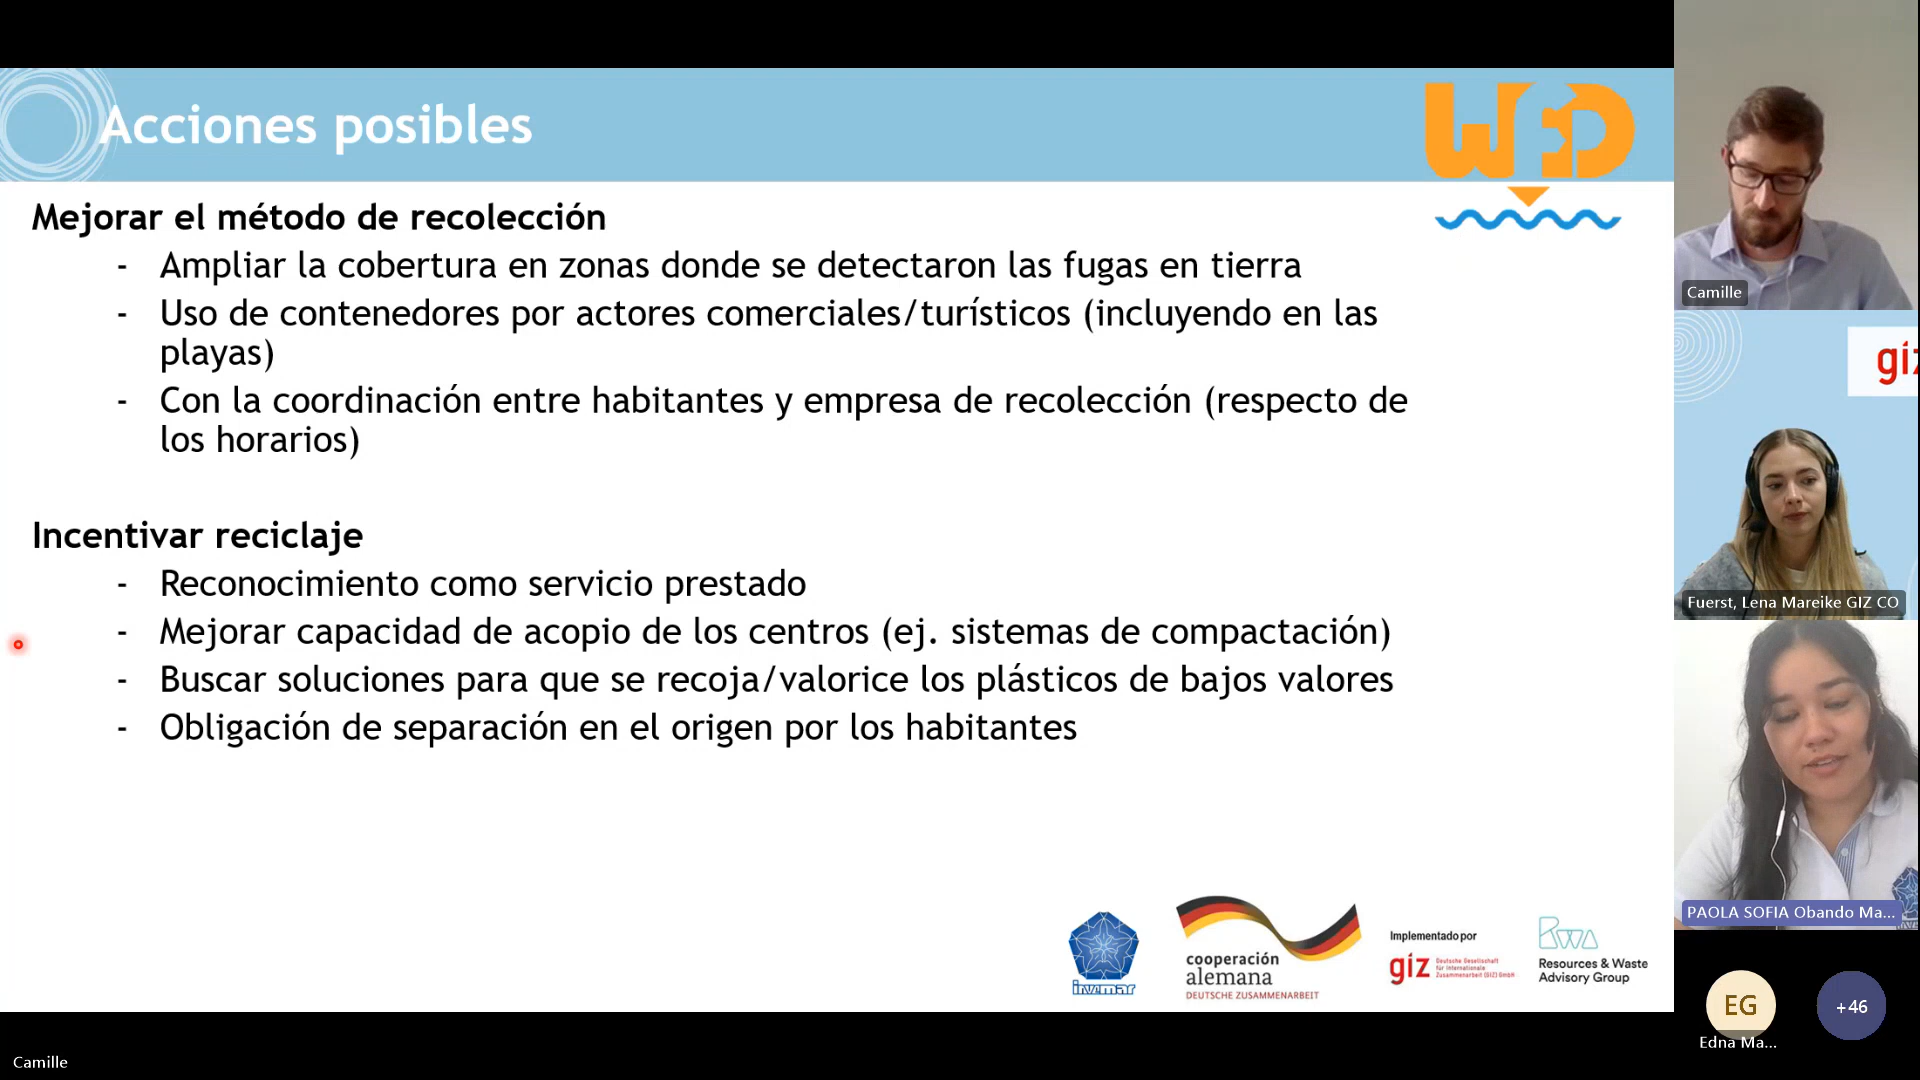 Acciones posibles
WFD
Mejorar el método de recolección
- Ampliar la cobertura en zonas donde se detectaron las fugas en tierra
- Uso de contenedores por actores comerciales/turísticos (incluyendo en las
playas)
- Con la coordinación entre habitantes y empresa de recolección (respecto de
los horarios)
Incentivar reciclaje
- Reconocimiento como servicio prestado
- Mejorar capacidad de acopio de los centros (ej. sistemas de compactación)
- Buscar soluciones para que se recoja/valorice los plásticos de bajos valores
- Obligación de separación en el origen por los habitantes
invemar
cooperación
alemana
DEUTSCHE ZUSAMMENARBEIT
Implementado por
giz
Deutsche Gesellschaft
für Internationale
Zusammenarbeit (GIZ) GmbH
RWA
Resources & Waste
Advisory Group
Camille
Camille
giz
Fuerst, Lena Mareike GIZ CO
PAOLA SOFIA Obando Ma...
EG
Edna Ma...
+46